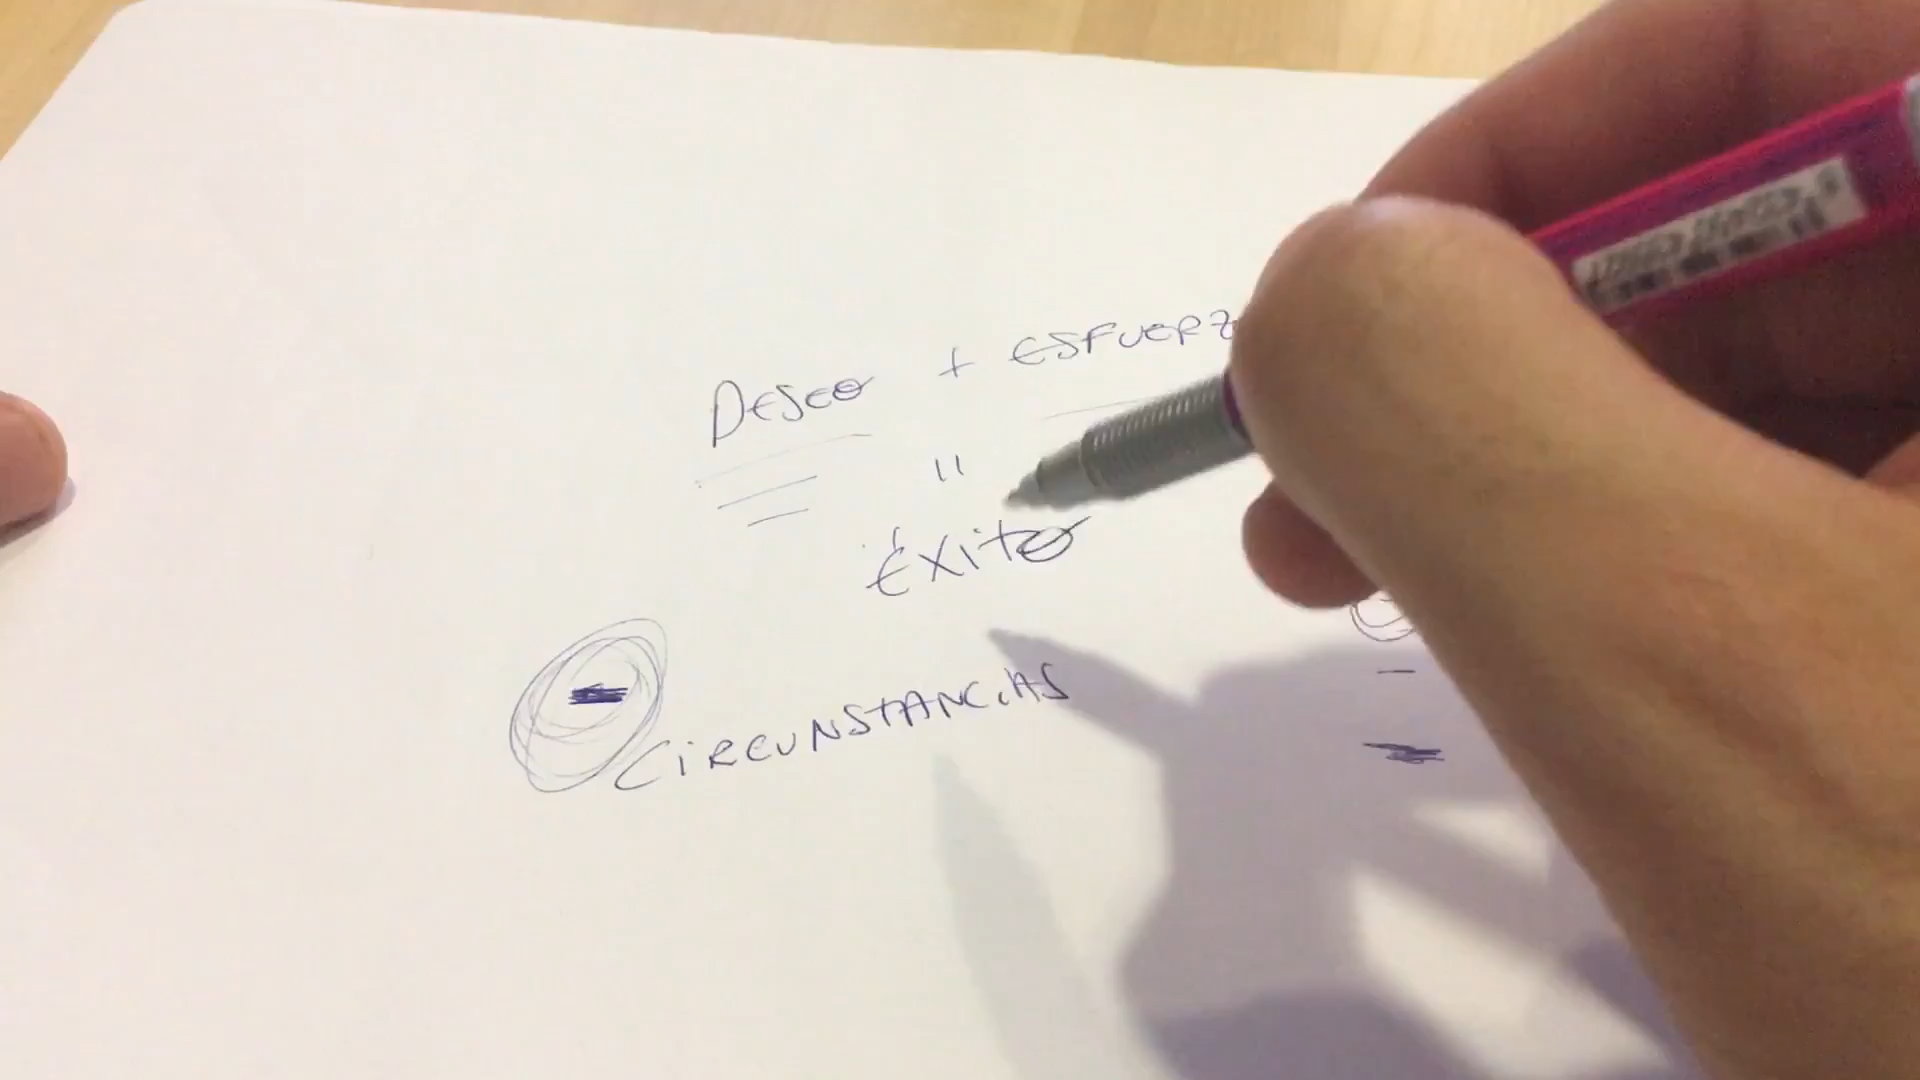 Deseo + ESFUERZ
"
Éxito
- CiRCUNSTANCiAS